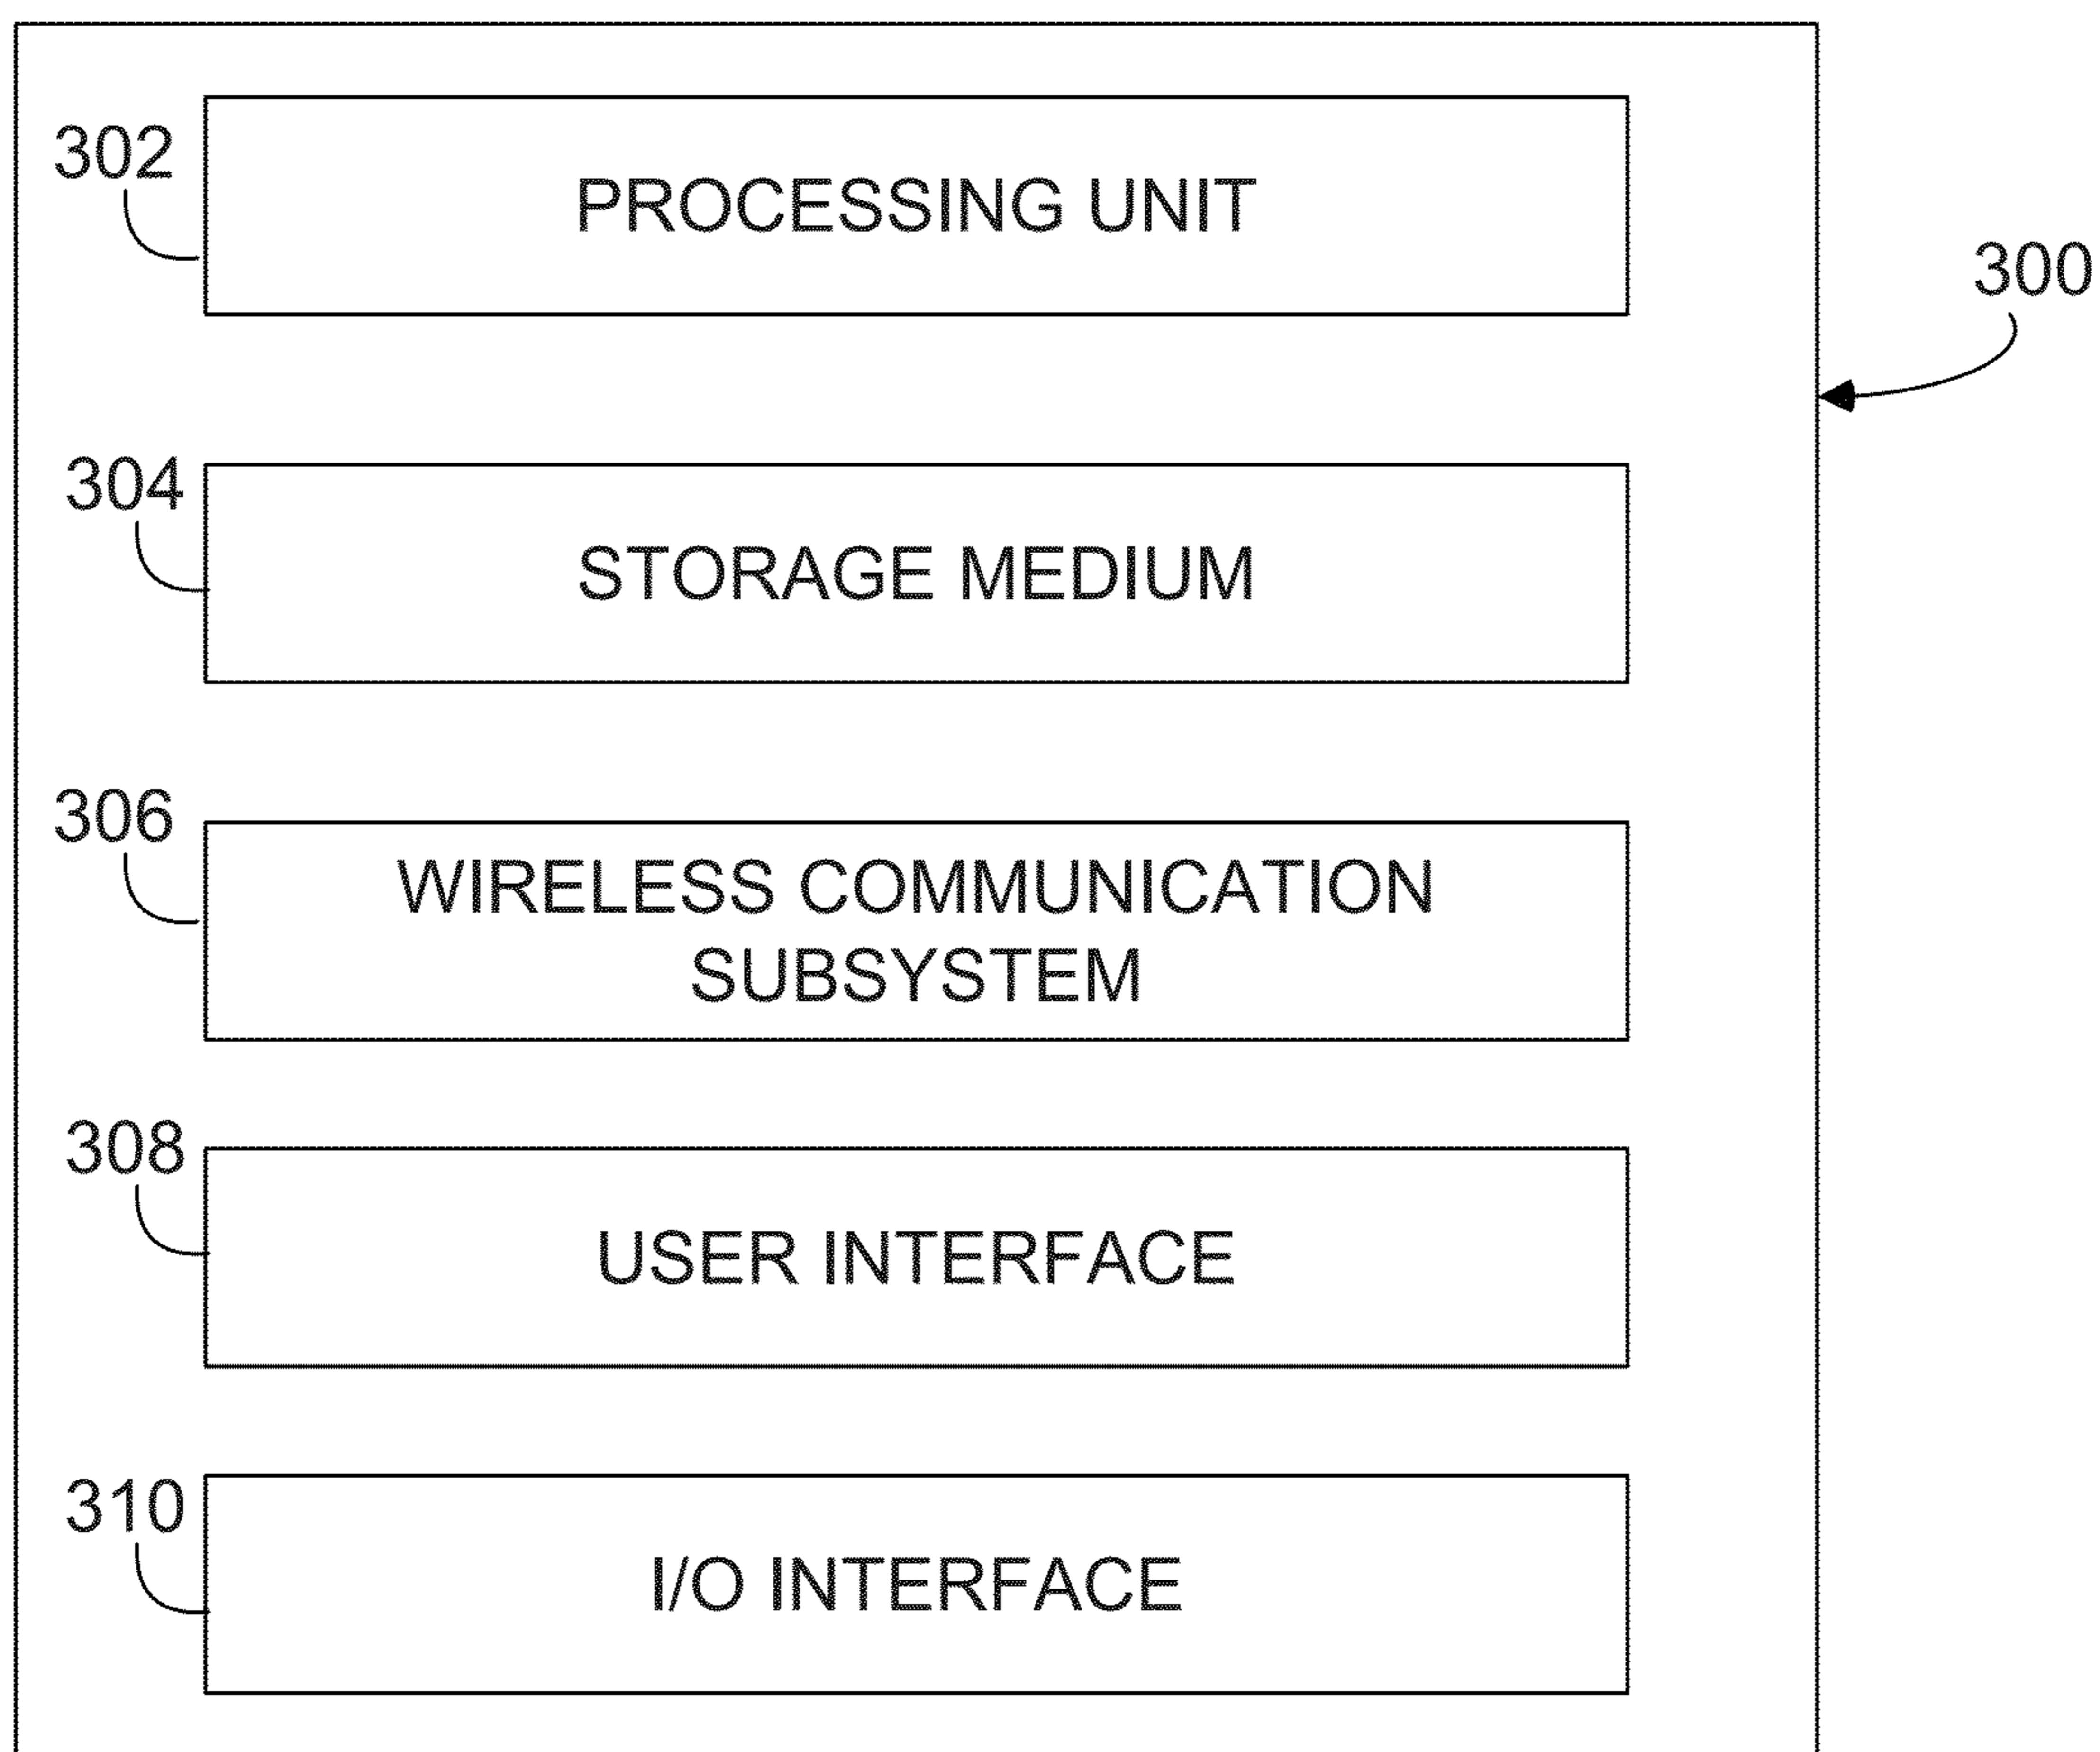 302
PROCESSING UNIT
300
304
STORAGE MEDIUM
306
WIRELESS COMMUNICATION
SUBSYSTEM
308
USER INTERFACE
310
I/O INTERFACE